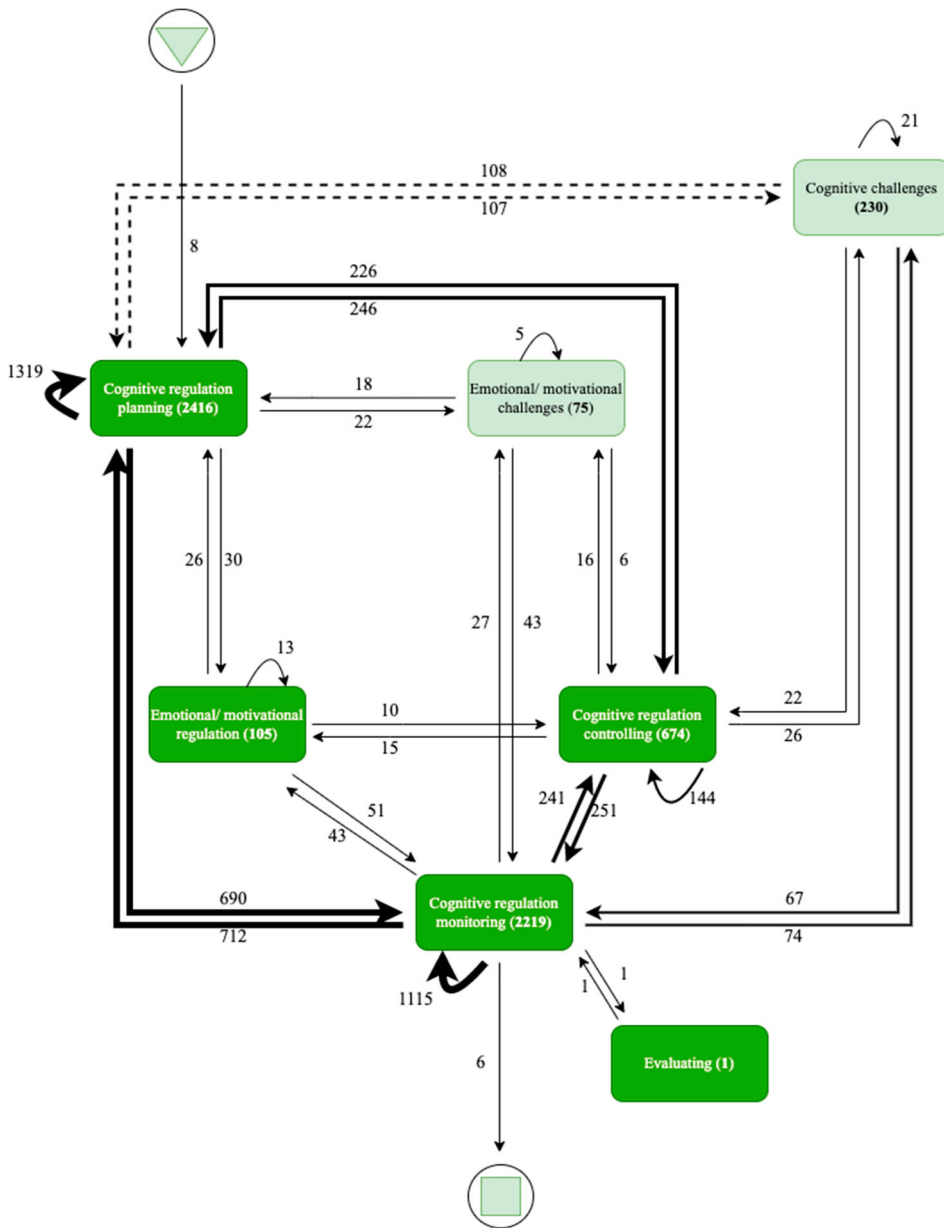 21
Cognitive challenges
(230)
108
107
8
226
246
1319
Cognitive regulation
planning (2416)
5
18
22
Emotional/ motivational
challenges (75)
26
30
27
43
16
6
13
Emotional/ motivational
regulation (105)
10
15
Cognitive regulation
controlling (674)
22
26
144
241
251
51
43
Cognitive regulation
monitoring (2219)
690
712
67
74
1115
1
1
6
Evaluating (1)